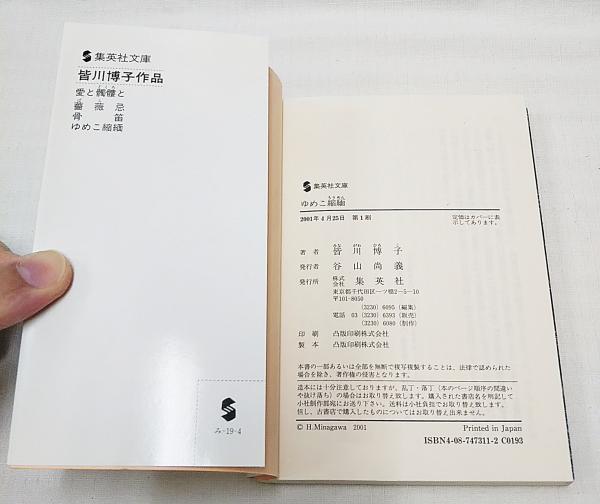 集英社文庫
皆川博子作品
愛と髑髏と
薔薇忌
骨笛
ゆめこ縮緬
み-19-4
集英社文庫
ゆめこ縮緬
2001年4月25日 第1刷
定価はカバーに表
示してあります。
著者 皆川博子
発行者 谷山尚義
発行所 株式会社 集英社
東京都千代田区一ツ橋2-5-10
〒101-8050
(3230) 6095 (編集)
電話 03 (3230) 6393 (販売)
(3230) 6080 (制作)
印刷 凸版印刷株式会社
製本 凸版印刷株式会社
本書の一部あるいは全部を無断で複写複製することは、法律で認められた
場合を除き、著作権の侵害となります。
造本には十分注意しておりますが、乱丁・落丁(本のページ順序の間違い
や抜け落ち)の場合はお取り替え致します。購入された書店名を明記して
小社制作部宛にお送り下さい。送料は小社負担でお取り替え致します。
但し、古書店で購入したものについてはお取り替え出来ません。
© H.Minagawa 2001
Printed in Japan
ISBN4-08-747311-2 C0193